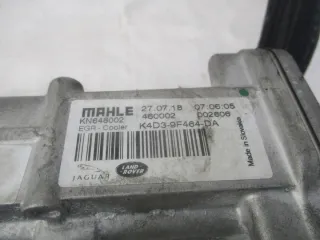 MAHLE 27.07.18 07:06:05
KN648002 460002 002808
EGR - Cooler K4D3-9F464-DA
Made in Slovakia
JAGUAR LAND ROVER